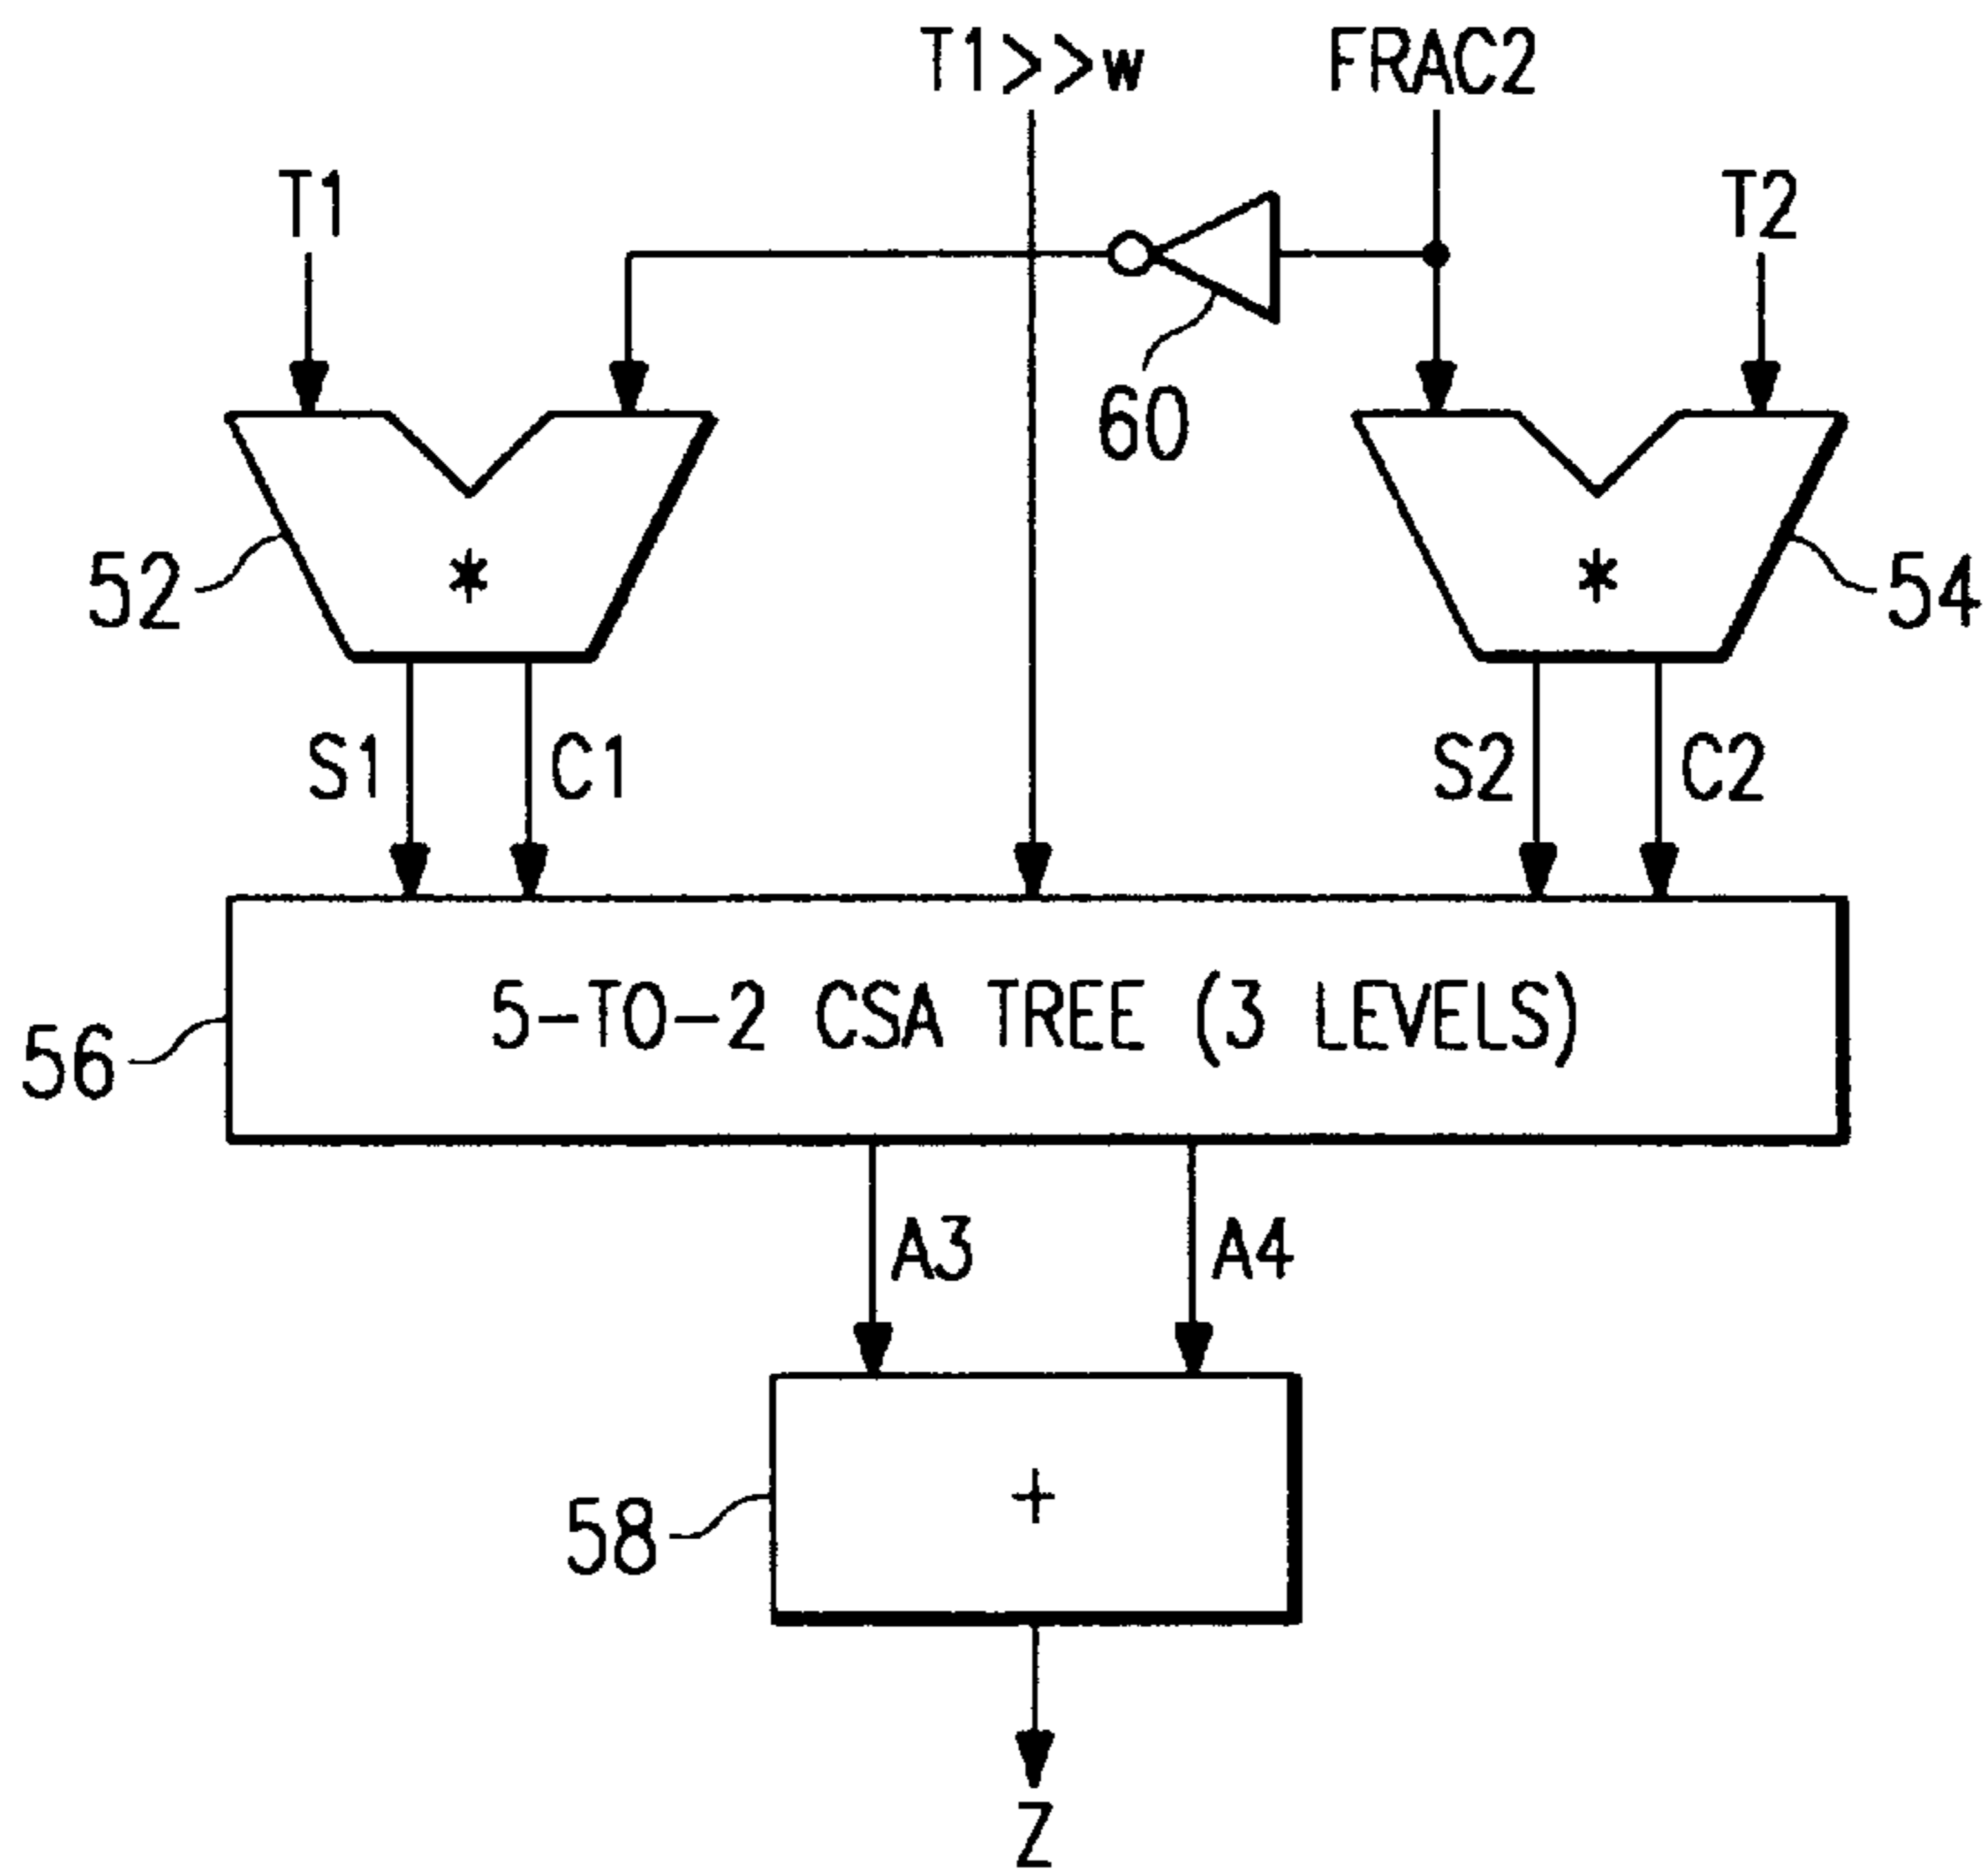 T1>>w
FRAC2
T1
T2
60
*
*
52
54
S1
C1
S2
C2
5-TO-2 CSA TREE (3 LEVELS)
56
A3
A4
+
58
Z